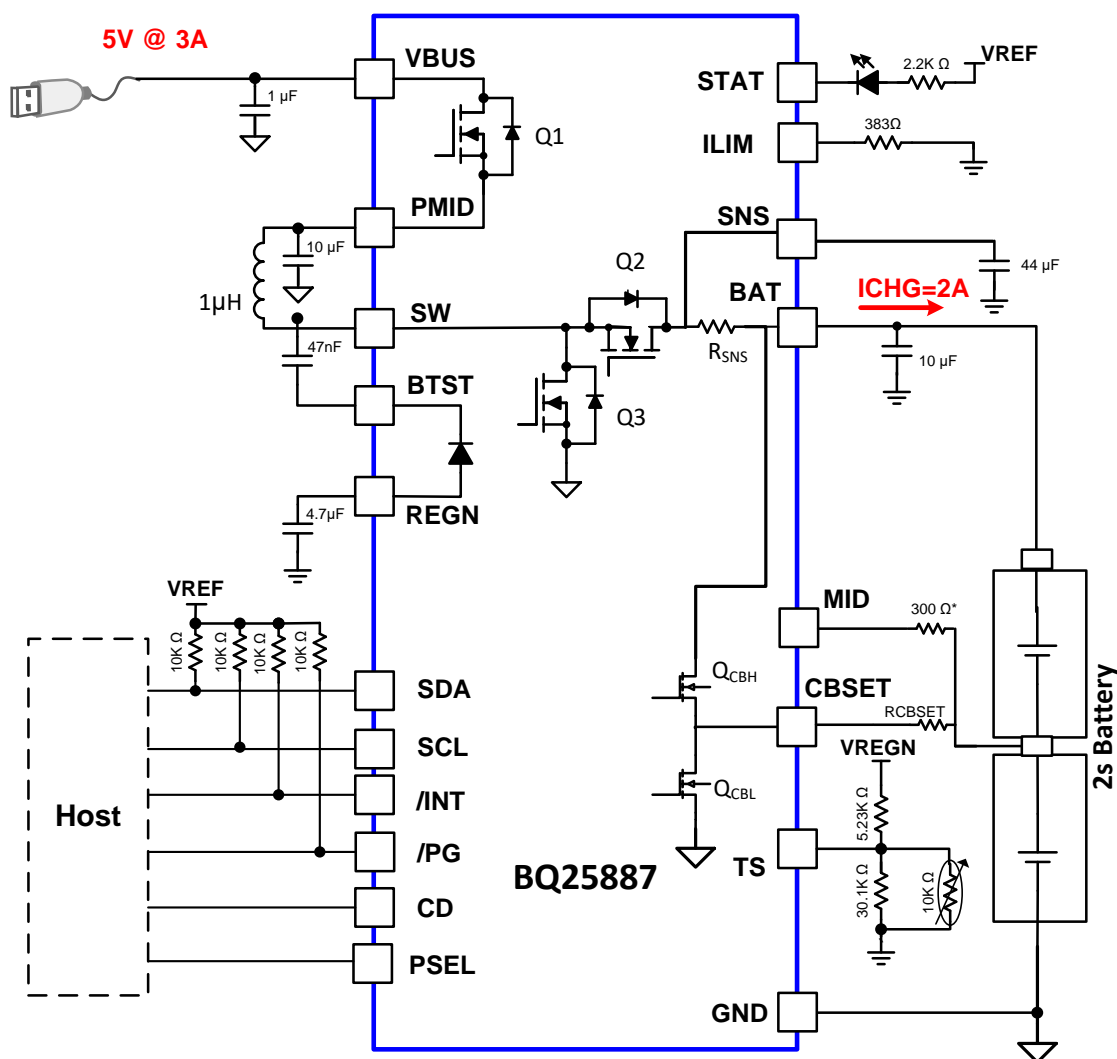 5V @ 3A
VBUS
1 µF
Q1
PMID
10 µF
1µH
SW
47nF
BTST
REGN
4.7µF
VREF
10K Ω
10K Ω
10K Ω
10K Ω
Host
SDA
SCL
/INT
/PG
CD
PSEL
BQ25887
Q2
Q3
RSNS
QCBH
QCBL
STAT
2.2K Ω
VREF
ILIM
383Ω
SNS
44 µF
BAT
ICHG=2A
10 µF
MID
300 Ω*
CBSET
RCBSET
VREGN
5.23K Ω
TS
30.1K Ω
10K Ω
GND
2s Battery